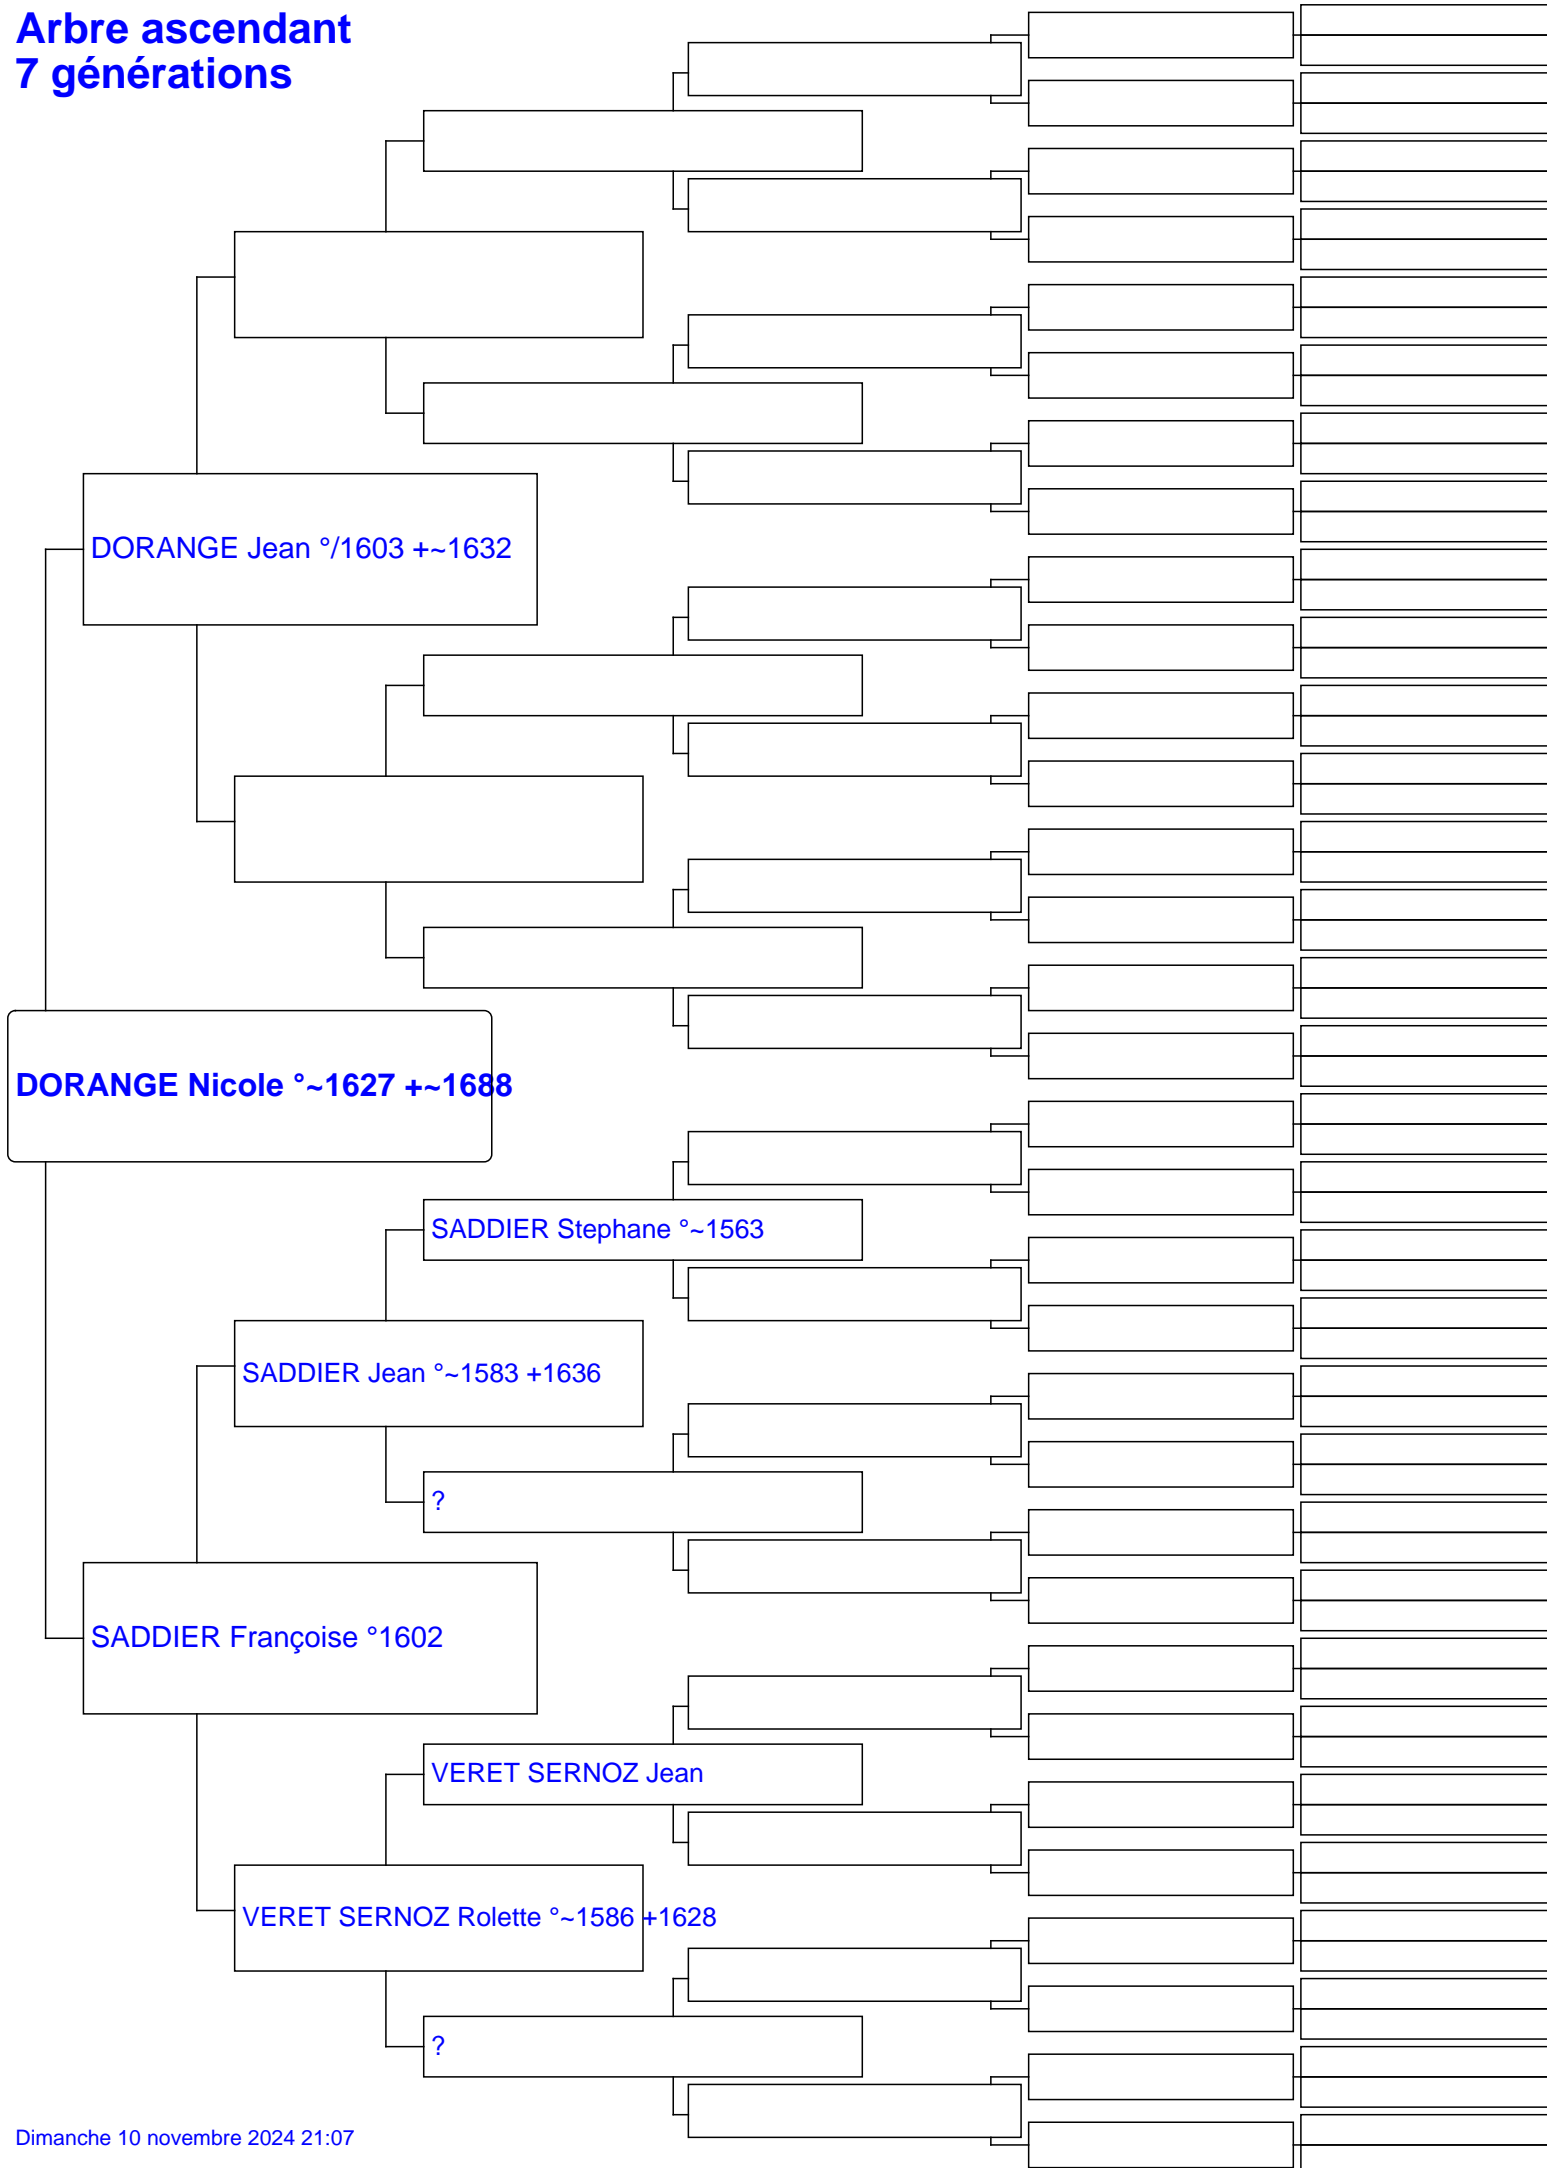 Arbre ascendant
7 générations
DORANGE Jean °/1603 +~1632
DORANGE Nicole °~1627 +~1688
SADDIER Stephane °~1563
SADDIER Jean °~1583 +1636
?
SADDIER Françoise °1602
VERET SERNOZ Jean
VERET SERNOZ Rolette °~1586 +1628
?
Dimanche 10 novembre 2024 21:07